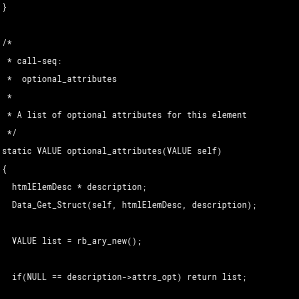 }
/*
 * call-seq:
 *  optional_attributes
 *
 * A list of optional attributes for this element
 */
static VALUE optional_attributes(VALUE self)
{
  htmlElemDesc * description;
  Data_Get_Struct(self, htmlElemDesc, description);
  VALUE list = rb_ary_new();
  if(NULL == description->attrs_opt) return list;